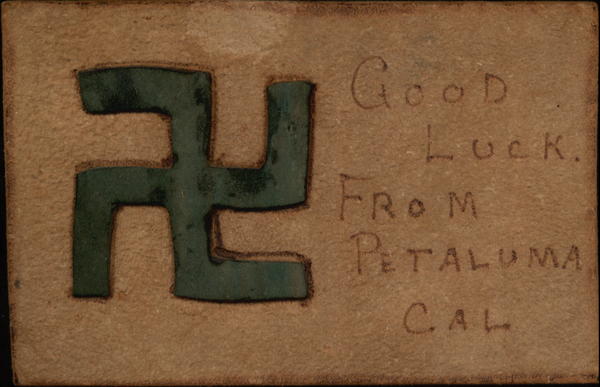 GOOD
LUCK.
FROM
PETALUMA
CAL